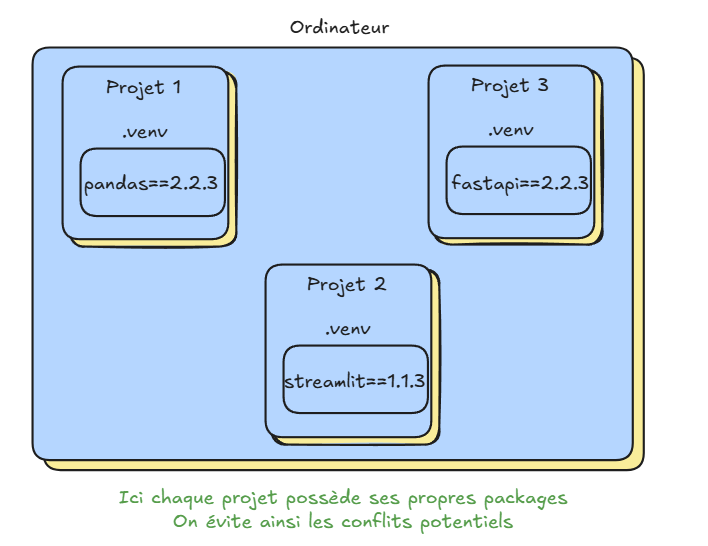 Ordinateur
Projet 1
.venv
pandas==2.2.3
Projet 3
.venv
fastapi==2.2.3
Projet 2
.venv
streamlit==1.1.3
Ici chaque projet possède ses propres packages
On évite ainsi les conflits potentiels